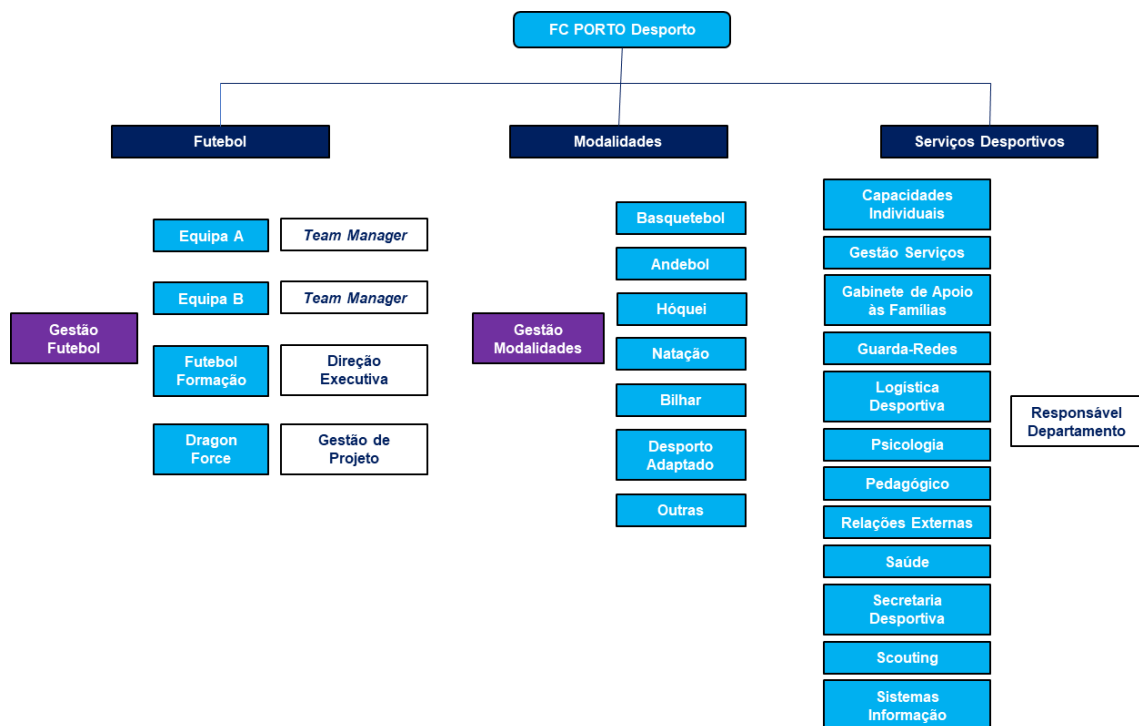 FC PORTO Desporto
Futebol
Modalidades
Serviços Desportivos
Gestão
Futebol
Equipa A
Team Manager
Equipa B
Team Manager
Futebol
Formação
Direção
Executiva
Dragon
Force
Gestão de
Projeto
Gestão
Modalidades
Basquetebol
Andebol
Hóquei
Natação
Bilhar
Desporto
Adaptado
Outras
Capacidades
Individuais
Gestão Serviços
Gabinete de Apoio
às Famílias
Guarda-Redes
Logística
Desportiva
Psicologia
Pedagógico
Relações Externas
Saúde
Secretaria
Desportiva
Scouting
Sistemas
Informação
Responsável
Departamento